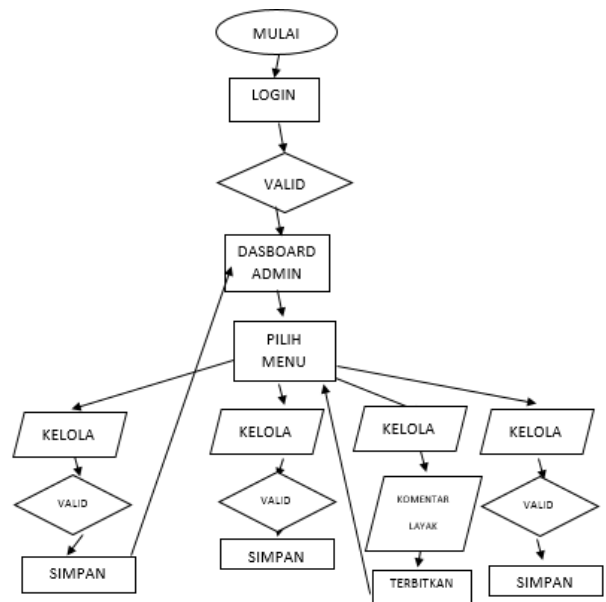 MULAI
LOGIN
VALID
DASBOARD
ADMIN
PILIH
MENU
KELOLA
KELOLA
KELOLA
KELOLA
VALID
VALID
KOMENTAR
LAYAK
VALID
SIMPAN
SIMPAN
TERBITKAN
SIMPAN